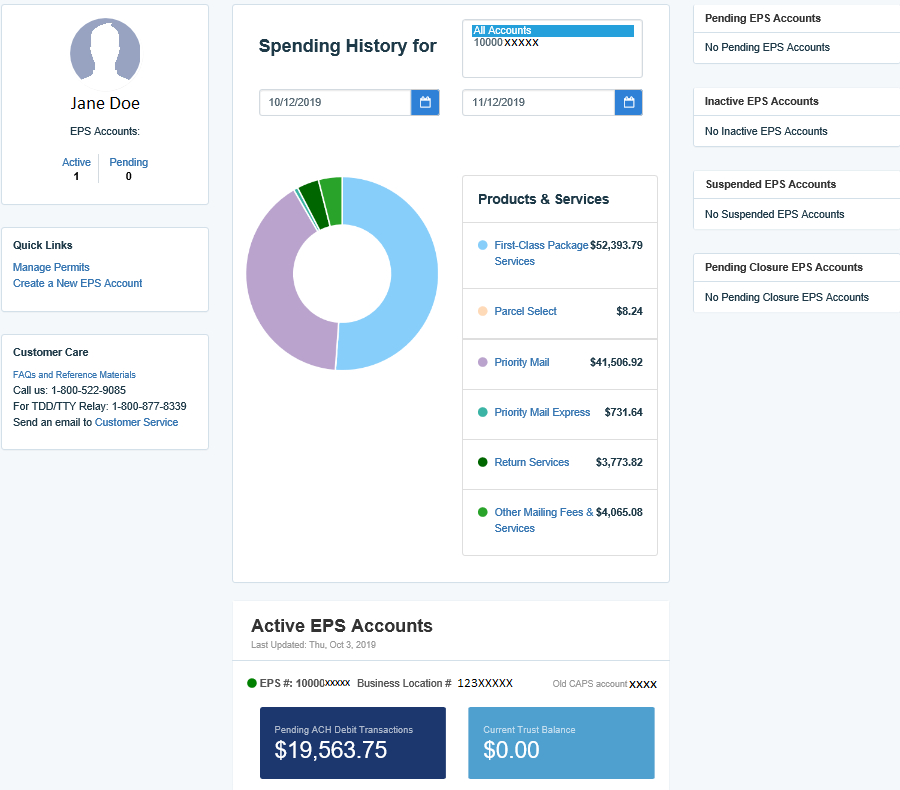 Jane Doe
EPS Accounts:
Active Pending
1 0
Quick Links
Manage Permits
Create a New EPS Account
Customer Care
FAQs and Reference Materials
Call us: 1-800-522-9085
For TDD/TTY Relay: 1-800-877-8339
Send an email to Customer Service
Spending History for
All Accounts
10000XXXXX
10/12/2019
11/12/2019
Products & Services
First-Class Package $52,393.79
Services
Parcel Select $8.24
Priority Mail $41,506.92
Priority Mail Express $731.64
Return Services $3,773.82
Other Mailing Fees & $4,065.08
Services
Active EPS Accounts
Last Updated: Thu, Oct 3, 2019
EPS #: 10000XXXXX Business Location # 123XXXXX Old CAPS account XXXX
Pending ACH Debit Transactions
$19,563.75
Current Trust Balance
$0.00
Pending EPS Accounts
No Pending EPS Accounts
Inactive EPS Accounts
No Inactive EPS Accounts
Suspended EPS Accounts
No Suspended EPS Accounts
Pending Closure EPS Accounts
No Pending Closure EPS Accounts